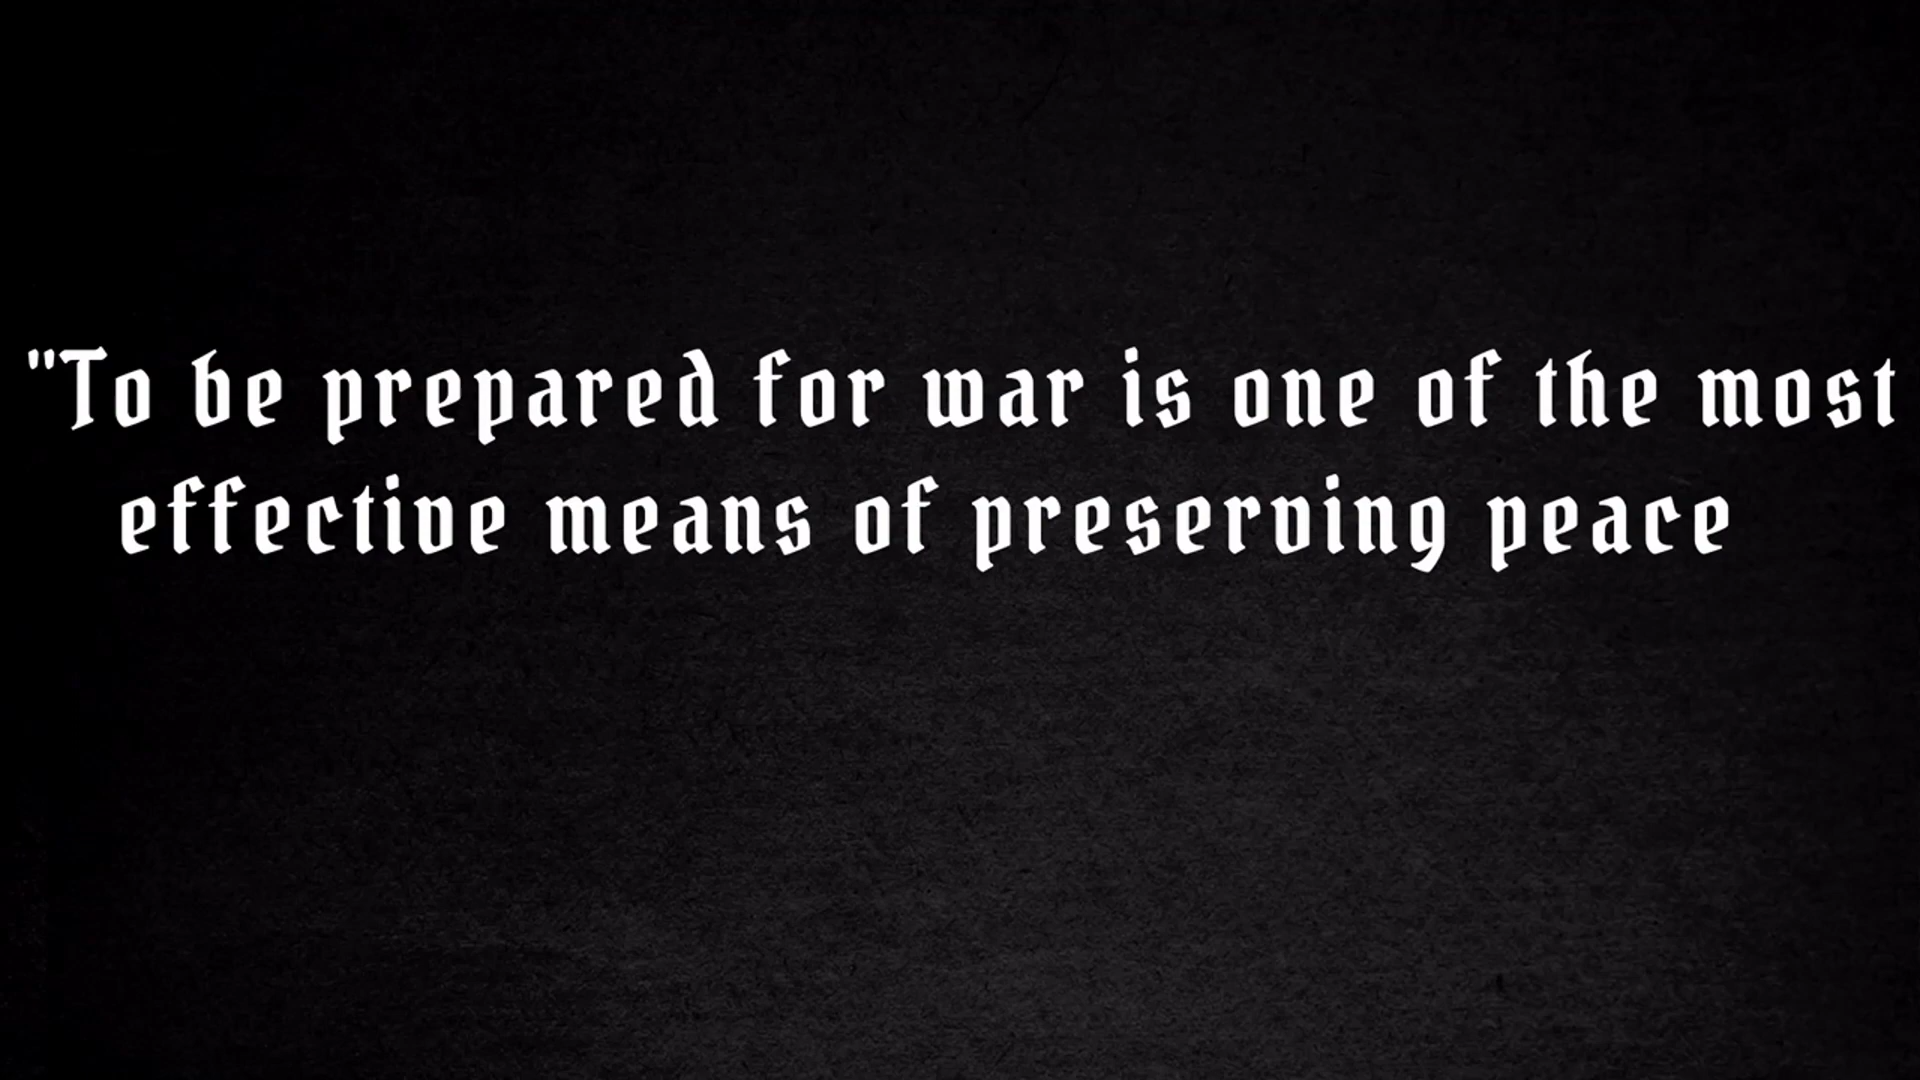 "To be prepared for war is one of the most
effective means of preserving peace